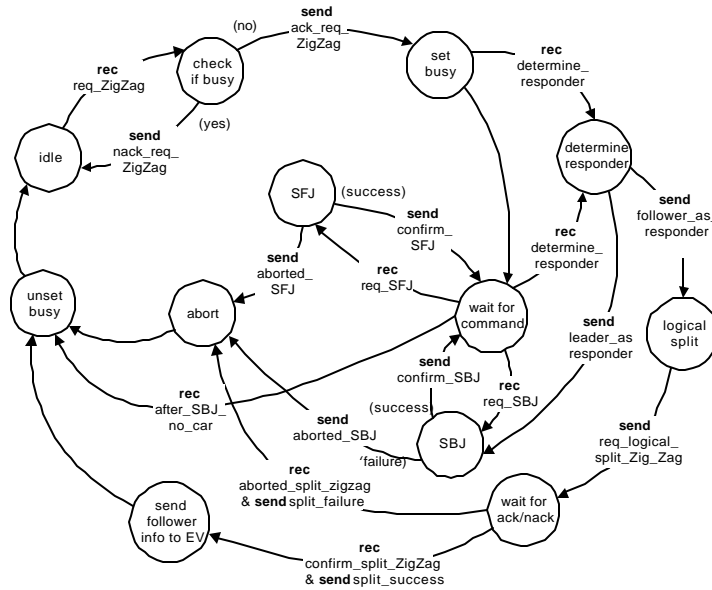 (no)
send
ack_req_
ZigZag
set
busy
rec
determine_
responder
check
if busy
rec
req_ZigZag
(yes)
send
nack_req_
ZigZag
idle
determine
responder
SFJ
(success)
send
confirm_
SFJ
send
follower_as_
responder
rec
determine_
responder
send
aborted_
SFJ
rec
req_SFJ
unset
busy
abort
wait for
command
logical
split
send
leader_as
responder
send
confirm_SBJ
rec
req_SBJ
rec
after_SBJ_
no_car
(success)
send
aborted_SBJ
SBJ
(failure)
send
req_logical_
split_Zig_Zag
rec
aborted_split_zigzag
& send split_failure
send
follower
info to EV
wait for
ack/nack
rec
confirm_split_ZigZag
& send split_success